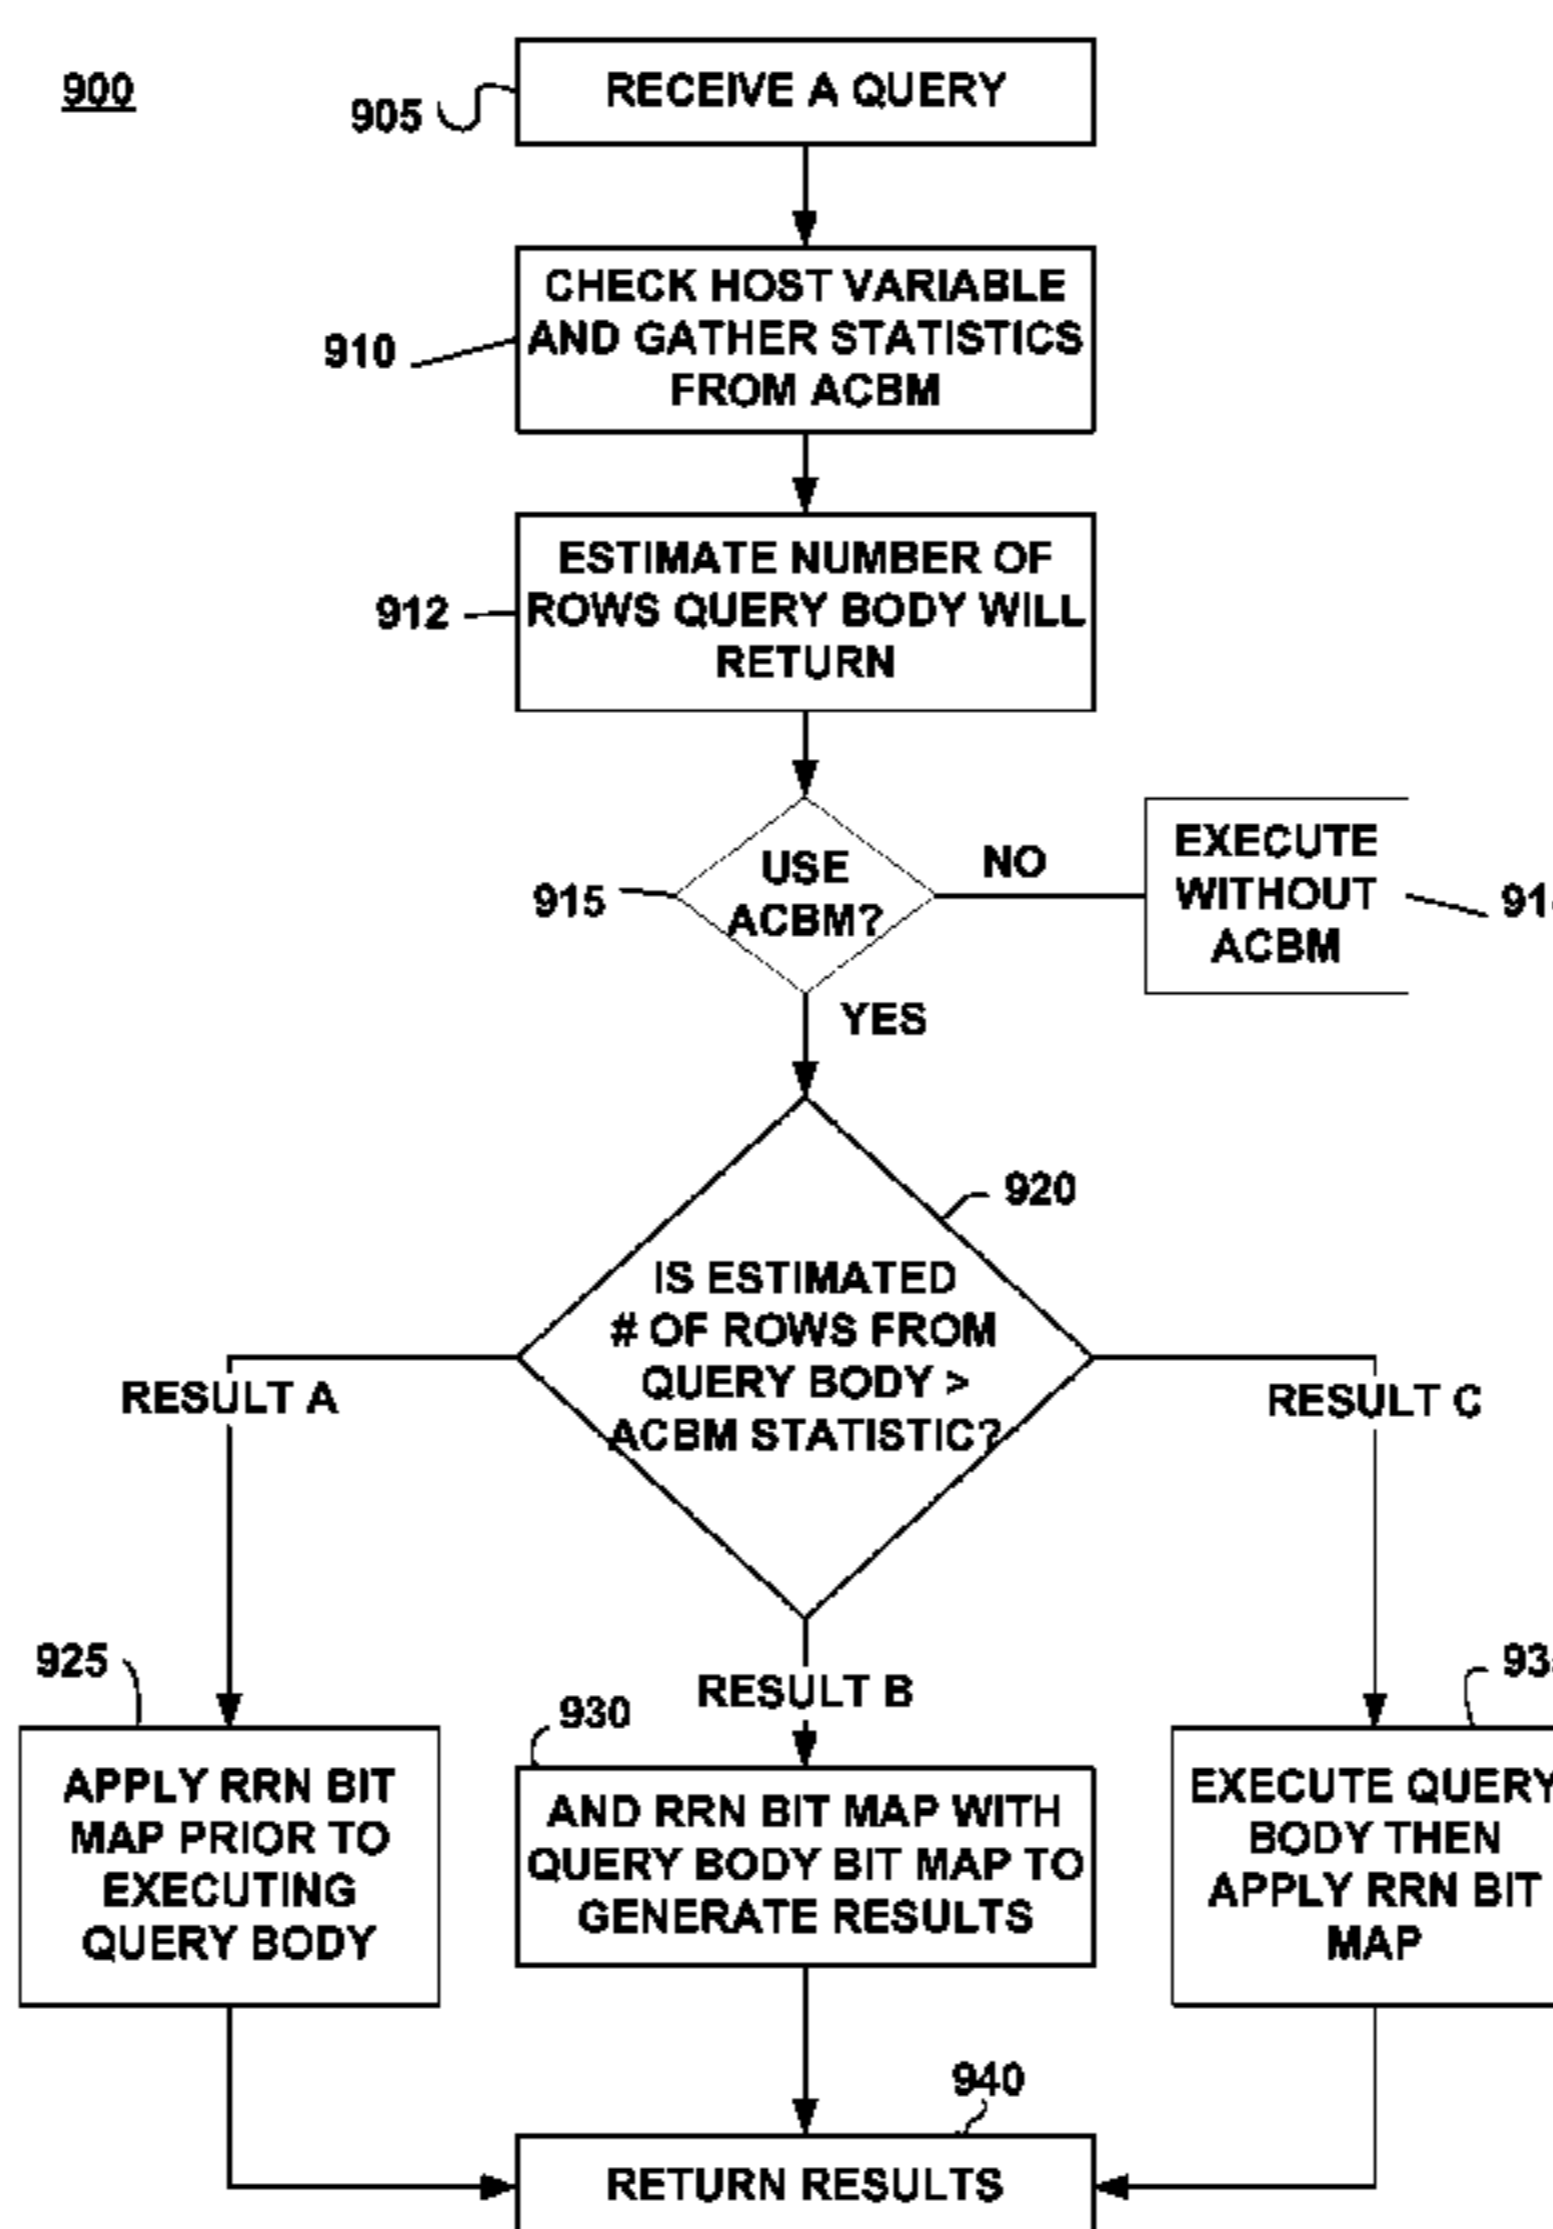 900
905
RECEIVE A QUERY
910
CHECK HOST VARIABLE
AND GATHER STATISTICS
FROM ACBM
912
ESTIMATE NUMBER OF
ROWS QUERY BODY WILL
RETURN
915
USE
ACBM?
NO
EXECUTE
WITHOUT
ACBM
YES
920
IS ESTIMATED
# OF ROWS FROM
QUERY BODY >
ACBM STATISTIC?
RESULT A
RESULT B
RESULT C
925
APPLY RRN BIT
MAP PRIOR TO
EXECUTING
QUERY BODY
930
AND RRN BIT MAP WITH
QUERY BODY BIT MAP TO
GENERATE RESULTS
EXECUTE QUERY
BODY THEN
APPLY RRN BIT
MAP
940
RETURN RESULTS